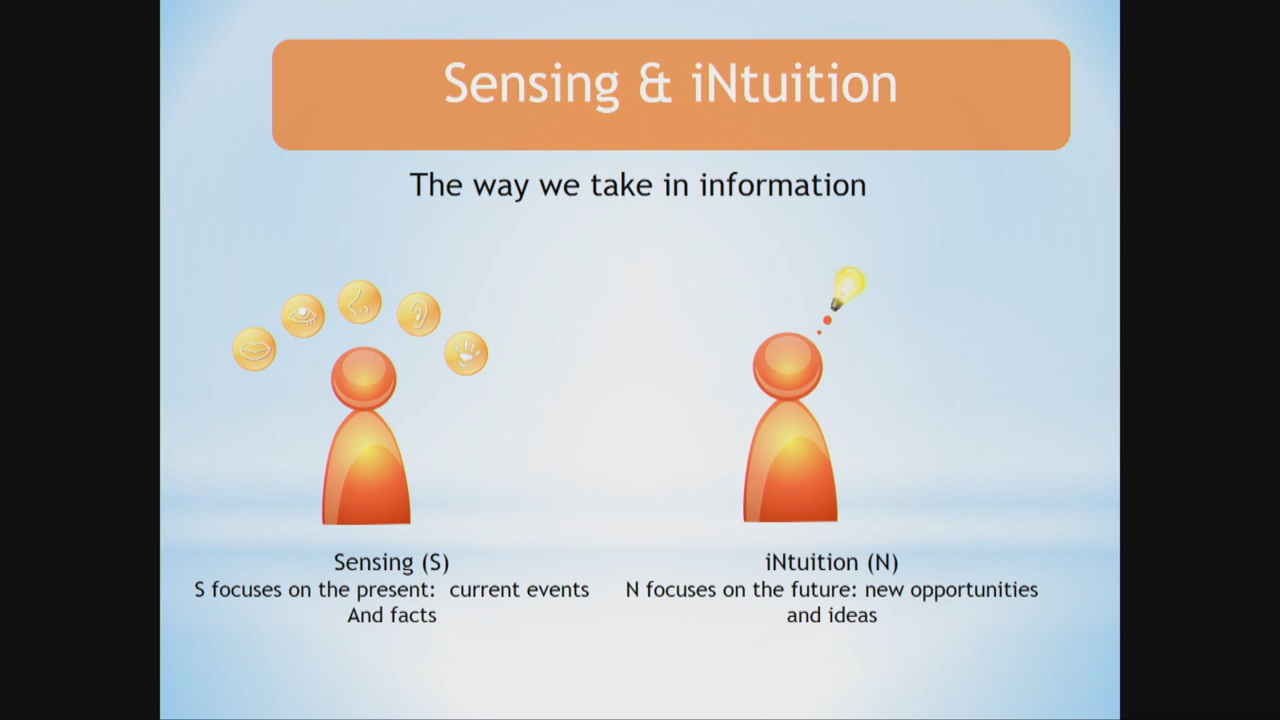 Sensing & iNtuition
The way we take in information
Sensing (S)
S focuses on the present: current events
And facts
iNtuition (N)
N focuses on the future: new opportunities
and ideas